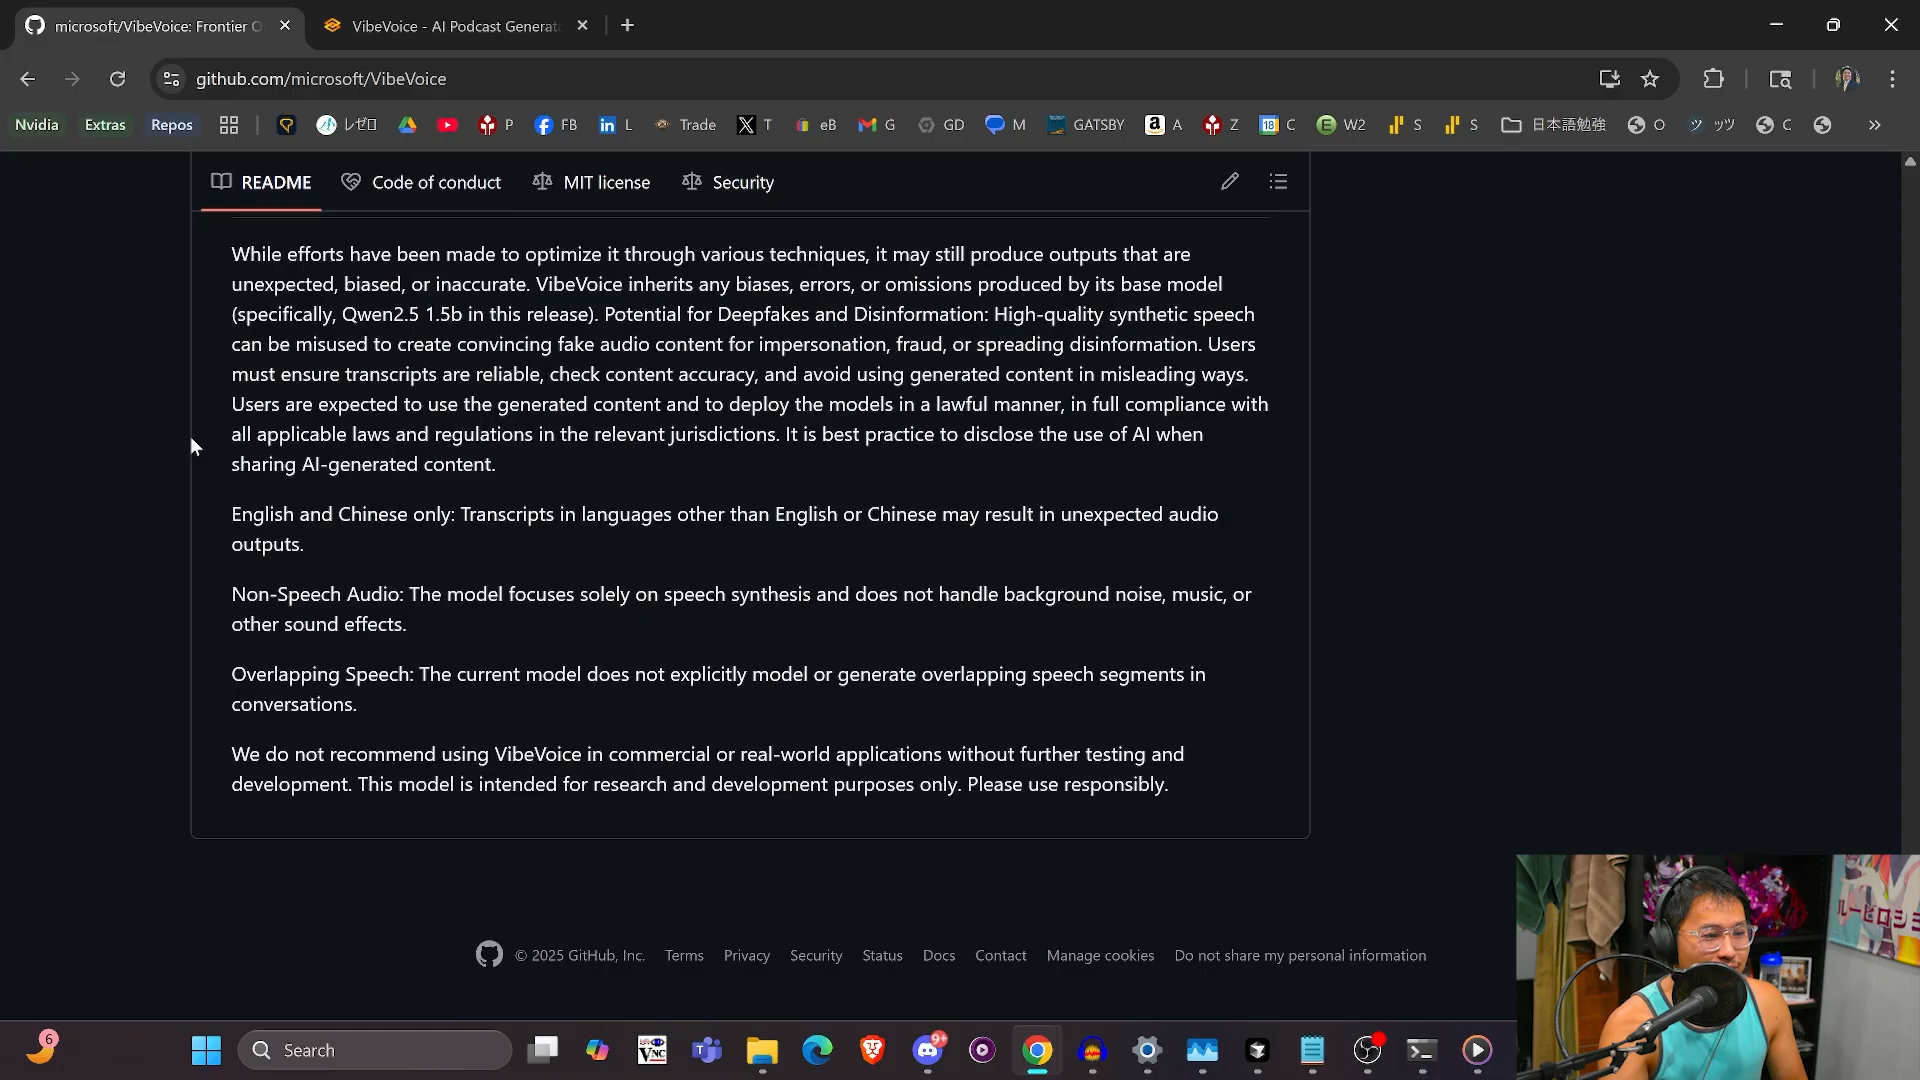 microsoft/VibeVoice: Frontier O
VibeVoice - AI Podcast Generat
github.com/microsoft/VibeVoice
Nvidia Extras Repos レゼロ P FB L Trade T eB G GD M GATSBY A Z 18 C W2 S S 日本語勉強 O ツ ッツ C
README Code of conduct MIT license Security
While efforts have been made to optimize it through various techniques, it may still produce outputs that are
unexpected, biased, or inaccurate. VibeVoice inherits any biases, errors, or omissions produced by its base model
(specifically, Qwen2.5 1.5b in this release). Potential for Deepfakes and Disinformation: High-quality synthetic speech
can be misused to create convincing fake audio content for impersonation, fraud, or spreading disinformation. Users
must ensure transcripts are reliable, check content accuracy, and avoid using generated content in misleading ways.
Users are expected to use the generated content and to deploy the models in a lawful manner, in full compliance with
all applicable laws and regulations in the relevant jurisdictions. It is best practice to disclose the use of AI when
sharing AI-generated content.
English and Chinese only: Transcripts in languages other than English or Chinese may result in unexpected audio
outputs.
Non-Speech Audio: The model focuses solely on speech synthesis and does not handle background noise, music, or
other sound effects.
Overlapping Speech: The current model does not explicitly model or generate overlapping speech segments in
conversations.
We do not recommend using VibeVoice in commercial or real-world applications without further testing and
development. This model is intended for research and development purposes only. Please use responsibly.
© 2025 GitHub, Inc. Terms Privacy Security Status Docs Contact Manage cookies Do not share my personal information
6
Search
VNC
9+